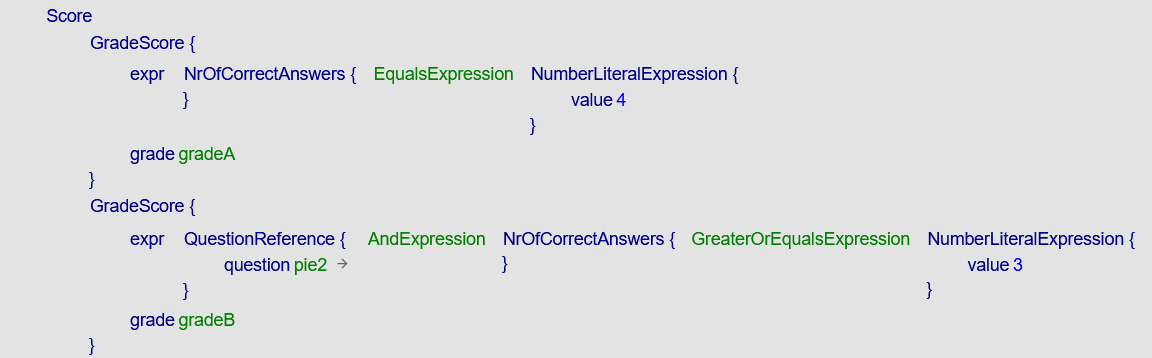 Score
GradeScore {
expr NrOfCorrectAnswers { EqualsExpression NumberLiteralExpression {
} value 4
}
grade gradeA
}
GradeScore {
expr QuestionReference { AndExpression NrOfCorrectAnswers { GreaterOrEqualsExpression NumberLiteralExpression {
question pie2 → } value 3
} }
grade gradeB
}